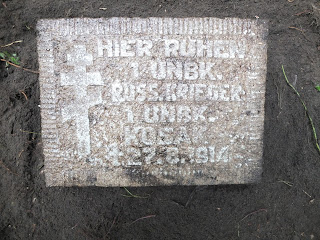 HIER RUHEN
1 UNBK.
RUSS. KRIEGER
1 UNBK.
KOSAK
† 27.8.1914